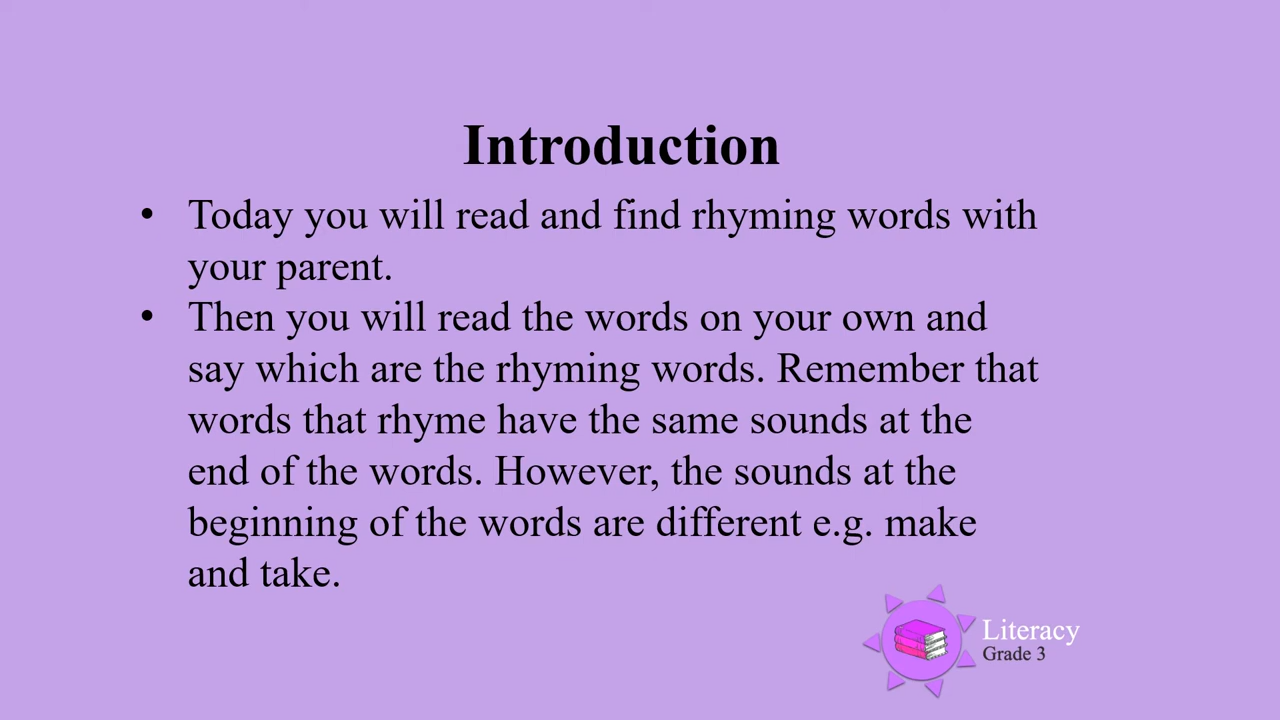 Introduction
• Today you will read and find rhyming words with
your parent.
• Then you will read the words on your own and
say which are the rhyming words. Remember that
words that rhyme have the same sounds at the
end of the words. However, the sounds at the
beginning of the words are different e.g. make
and take.
Literacy
Grade 3